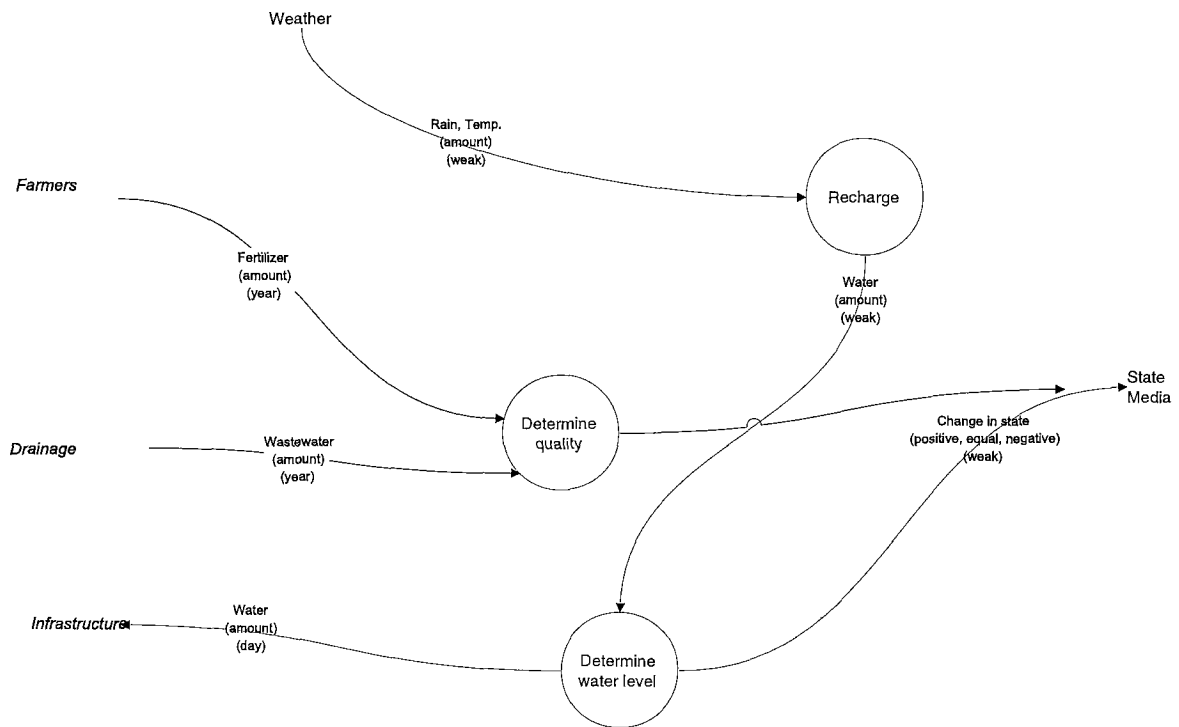 Weather
Rain, Temp.
(amount)
(weak)
Farmers
Recharge
Fertilizer
(amount)
(year)
Water
(amount)
(weak)
State
Media
Determine
quality
Change in state
(positive, equal, negative)
(weak)
Drainage
Wastewater
(amount)
(year)
Infrastructure
Water
(amount)
(day)
Determine
water level